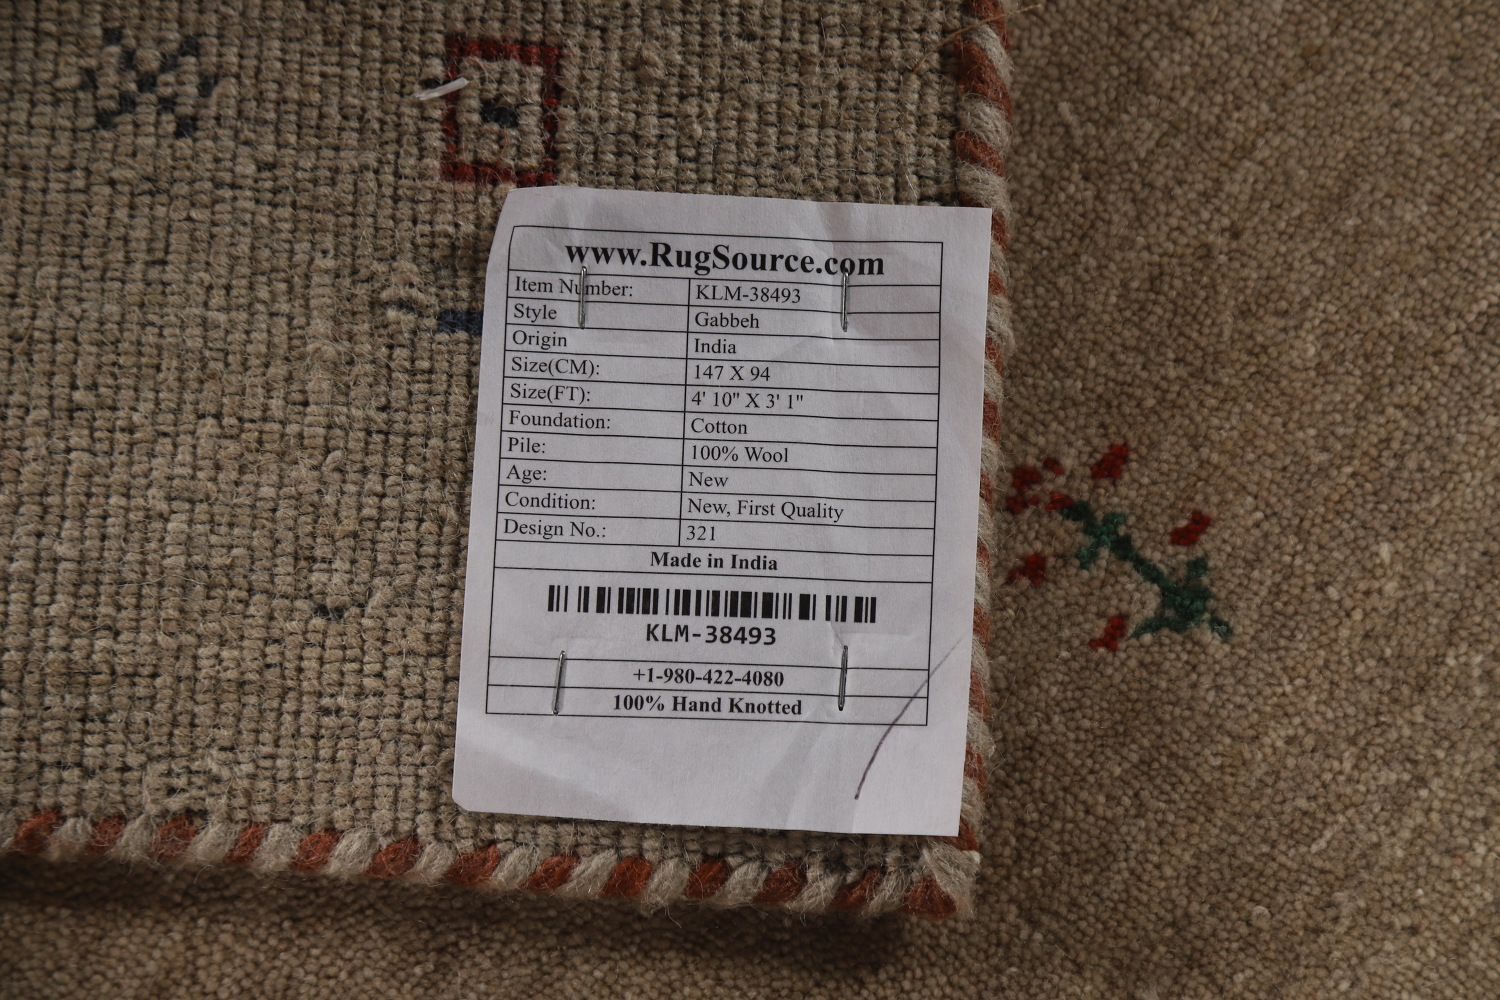 www.RugSource.com
Item Number: KLM-38493
Style Gabbeh
Origin India
Size(CM): 147 X 94
Size(FT): 4' 10" X 3' 1"
Foundation: Cotton
Pile: 100% Wool
Age: New
Condition: New, First Quality
Design No.: 321
Made in India
KLM-38493
+1-980-422-4080
100% Hand Knotted